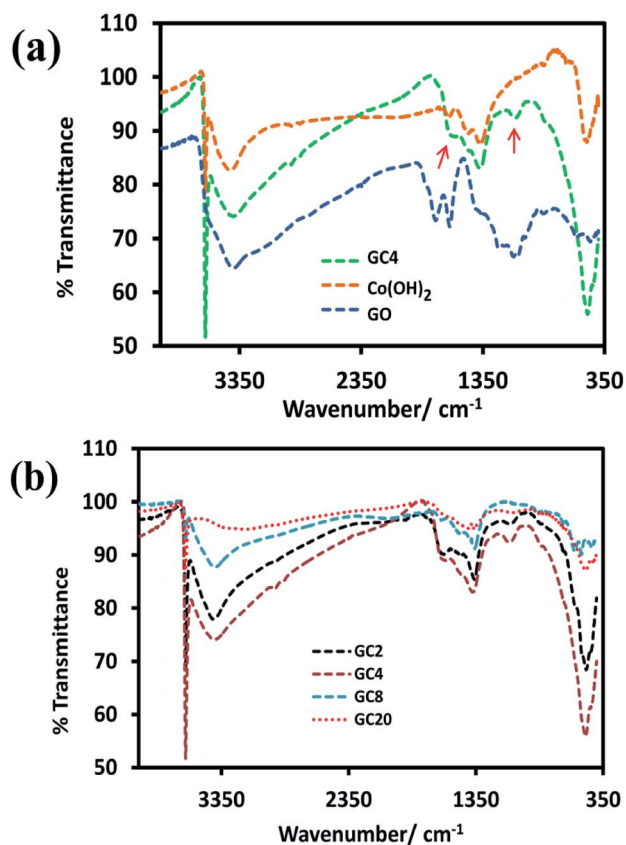 (a)
110
100
90
80
70
60
50
% Transmittance
GC4
Co(OH)2
GO
3350
2350
1350
350
Wavenumber/ cm-1
(b)
110
100
90
80
70
60
50
% Transmittance
GC2
GC4
GC8
GC20
3350
2350
1350
350
Wavenumber/ cm-1